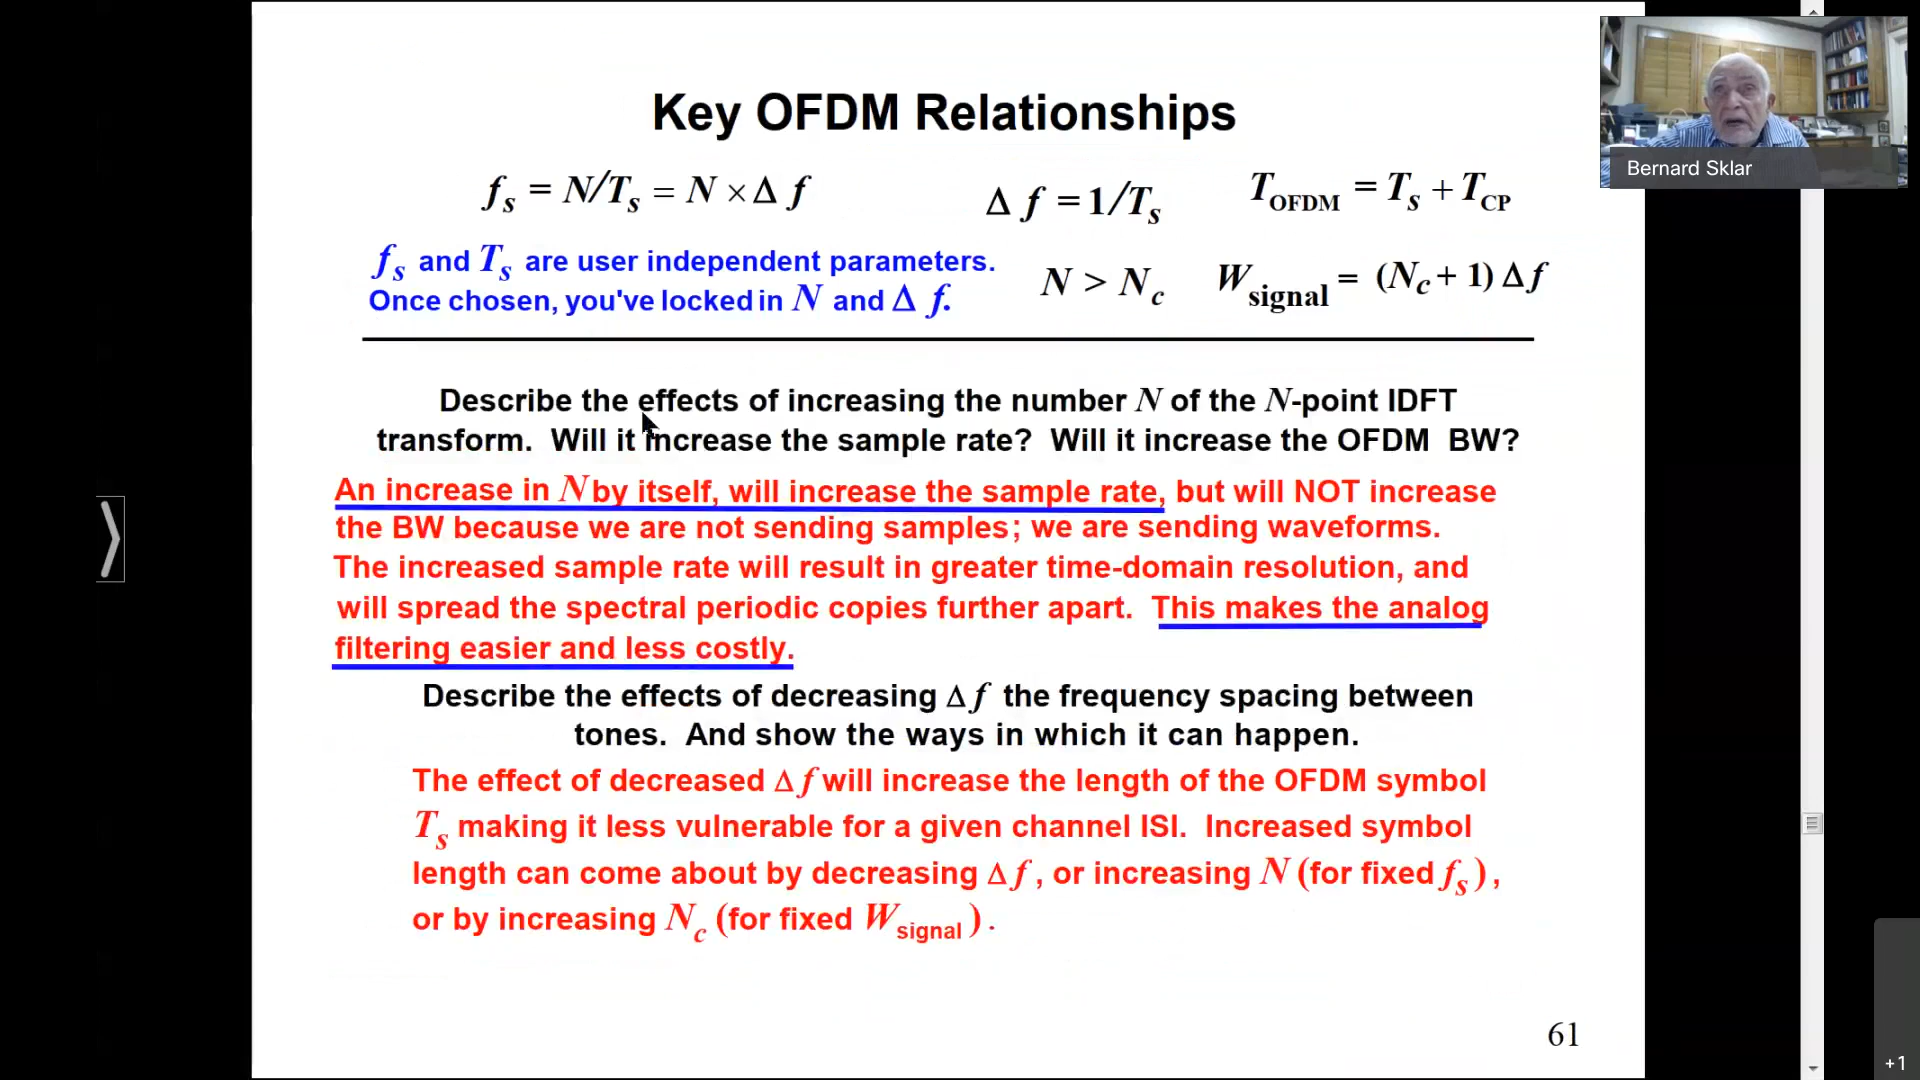 Key OFDM Relationships
Bernard Sklar
fₛ = N/Tₛ = N × Δ f
Δ f = 1/Tₛ
T_OFDM = Tₛ + T_CP
fₛ and Tₛ are user independent parameters.
Once chosen, you've locked in N and Δ f.
N > N_c
W_signal = (N_c + 1) Δ f
Describe the effects of increasing the number N of the N-point IDFT
transform. Will it increase the sample rate? Will it increase the OFDM BW?
An increase in N by itself, will increase the sample rate, but will NOT increase
the BW because we are not sending samples; we are sending waveforms.
The increased sample rate will result in greater time-domain resolution, and
will spread the spectral periodic copies further apart. This makes the analog
filtering easier and less costly.
Describe the effects of decreasing Δ f the frequency spacing between
tones. And show the ways in which it can happen.
The effect of decreased Δ f will increase the length of the OFDM symbol
Tₛ making it less vulnerable for a given channel ISI. Increased symbol
length can come about by decreasing Δ f, or increasing N (for fixed fₛ),
or by increasing N_c (for fixed W_signal).
61
+1